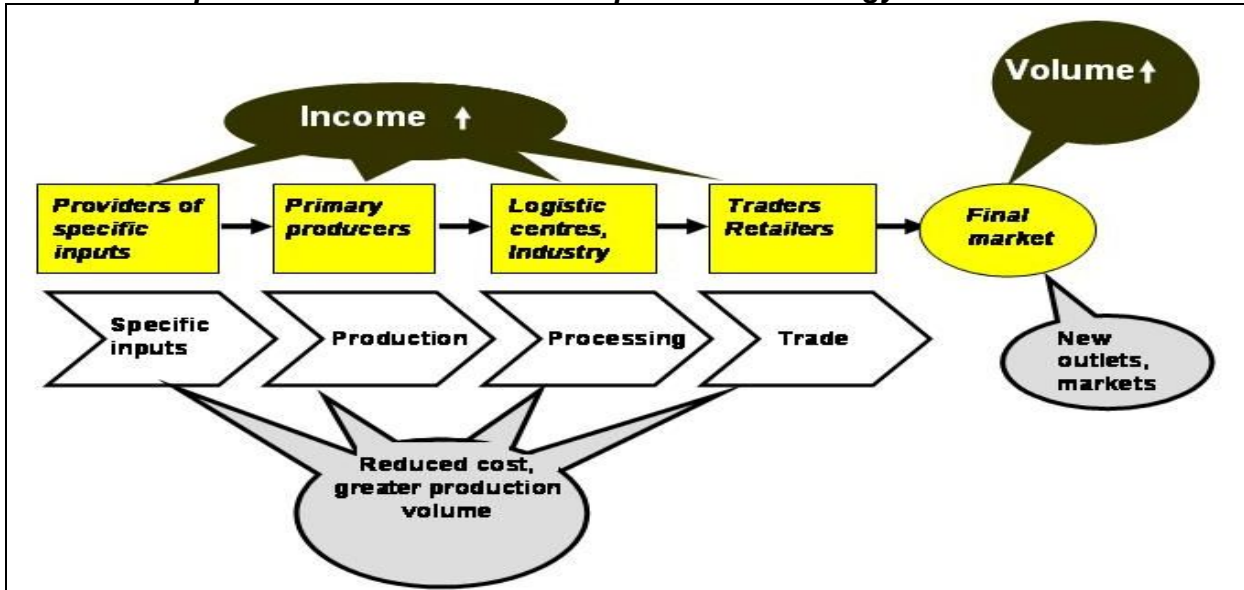 Volume ↑
Income ↑
Providers of
specific
inputs
Primary
producers
Logistic
centres,
Industry
Traders
Retailers
Final
market
Specific
inputs
Production
Processing
Trade
New
outlets,
markets
Reduced cost,
greater production
volume